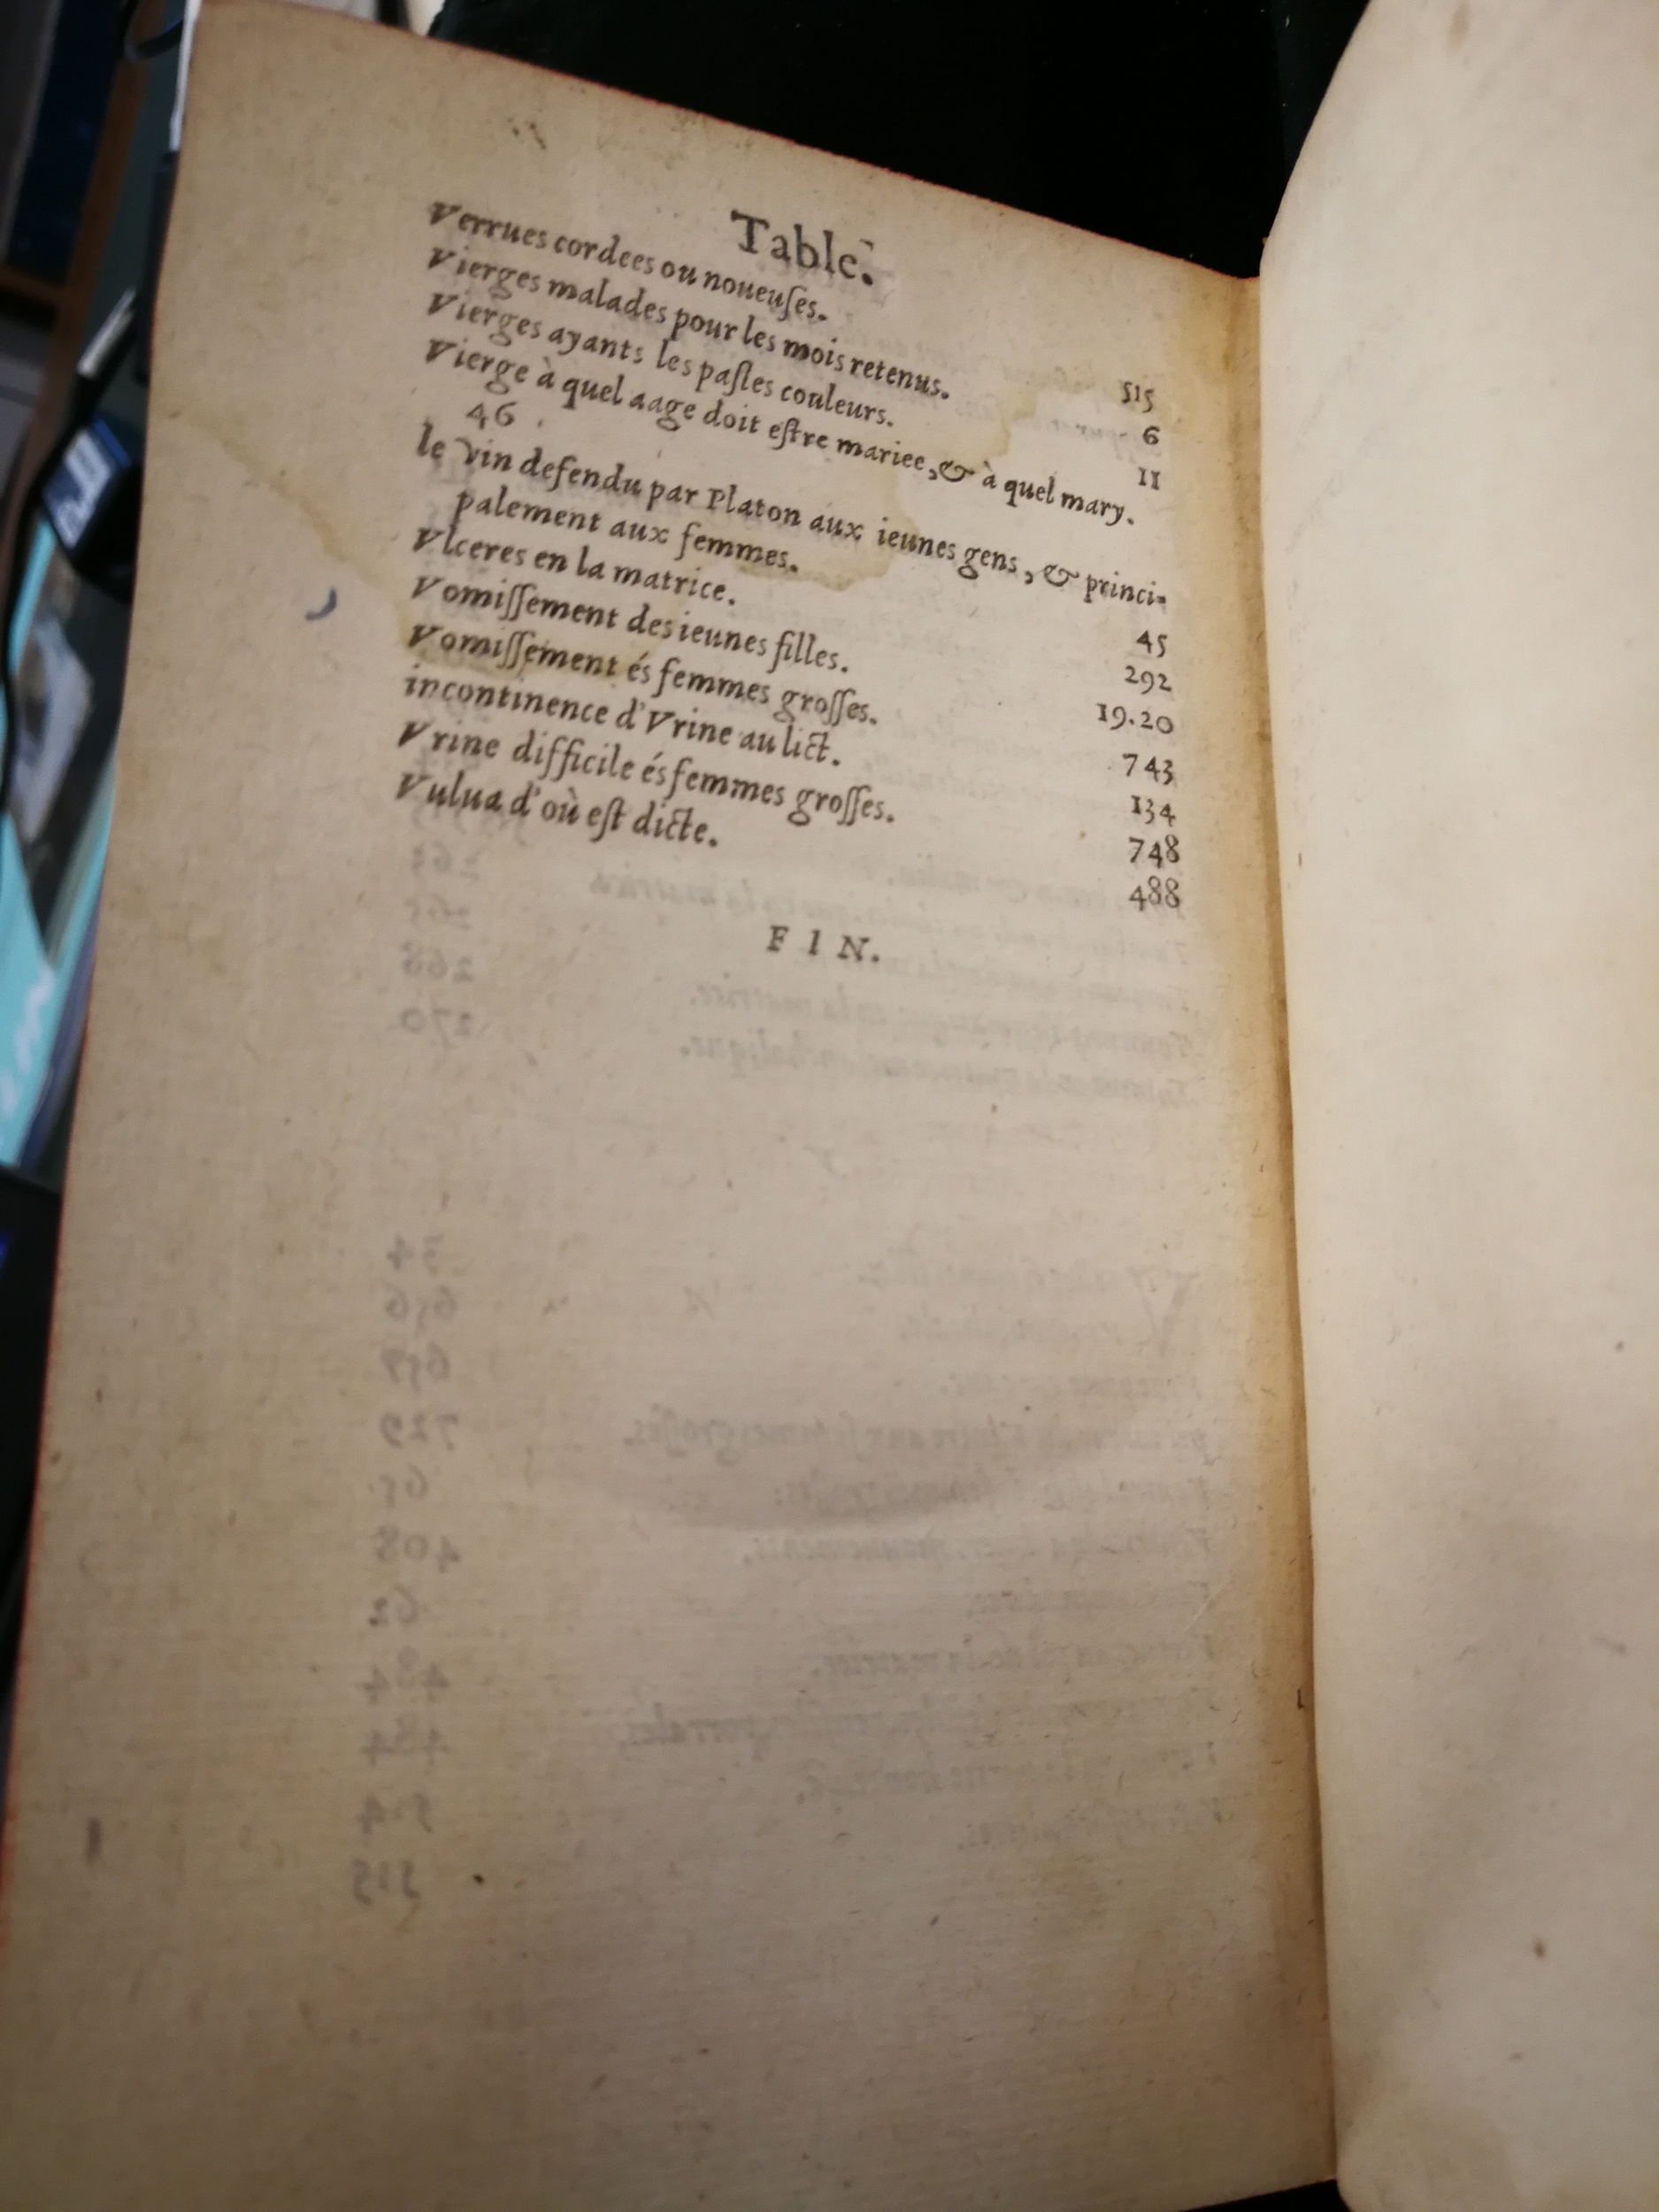 Table.
Verrues cordees ou noueuſes. 515
Vierges malades pour les mois retenus. 6
Vierges ayants les paſles couleurs. 11
Vierge à quel aage doit eſtre mariee, & à quel mary.
46
le vin defendu par Platon aux ieunes gens, & princi-
palement aux femmes. 45
Vlceres en la matrice. 292
Vomiſſement des ieunes filles. 19.20
Vomiſſement és femmes groſſes. 743
incontinence d'Vrine au lict. 134
Vrine difficile és femmes groſſes. 748
Vulua d'où eſt dicte. 488
FIN.